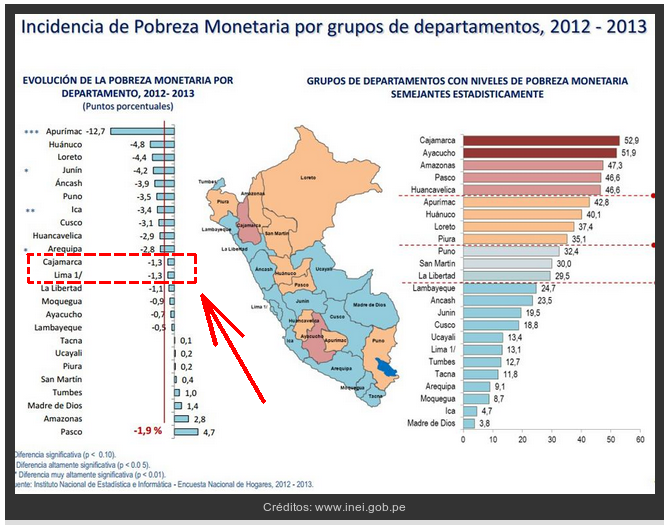 Incidencia de Pobreza Monetaria por grupos de departamentos, 2012 - 2013
EVOLUCIÓN DE LA POBREZA MONETARIA POR
DEPARTAMENTO, 2012- 2013
(Puntos porcentuales)
*** Apurímac -12,7
Huánuco -4,8
Loreto -4,4
* Junín -4,2
Áncash -3,9
Puno -3,5
** Ica -3,4
Cusco -3,1
Huancavelica -2,9
* Arequipa -2,8
Cajamarca -1,3
Lima 1/ -1,3
La Libertad -1,1
Moquegua -0,9
Ayacucho -0,7
Lambayeque -0,5
Tacna 0,1
Ucayali 0,2
Piura 0,2
San Martín 0,4
Tumbes 1,0
Madre de Dios 1,4
Amazonas 2,8
Pasco 4,7
-1,9 %
GRUPOS DE DEPARTAMENTOS CON NIVELES DE POBREZA MONETARIA
SEMEJANTES ESTADISTICAMENTE
Loreto
Tumbes
Amazonas
Piura
Lambayeque
Cajamarca
San Martín
La Libertad
Ancash
Huánuco
Ucayali
Pasco
Lima 1/
Junín
Madre de Dios
Cusco
Huancavelica
Ica
Ayacucho
Apurímac
Puno
Arequipa
Moquegua
Tacna
Cajamarca 52,9
Ayacucho 51,9
Amazonas 47,3
Pasco 46,6
Huancavelica 46,6
Apurimac 42,8
Huánuco 40,1
Loreto 37,4
Piura 35,1
Puno 32,4
San Martin 30,0
La Libertad 29,5
Lambayeque 24,7
Ancash 23,5
Junín 19,5
Cusco 18,8
Ucayali 13,4
Lima 1/ 13,1
Tumbes 12,7
Tacna 11,8
Arequipa 9,1
Moquegua 8,7
Ica 4,7
Madre de Dios 3,8
0 10 20 30 40 50 60
Diferencia significativa (p < 0.10).
Diferencia altamente significativa (p < 0.0 5).
* Diferencia muy altamente significativa (p < 0.01).
uente: Instituto Nacional de Estadística e Informática - Encuesta Nacional de Hogares, 2012 - 2013.
Créditos: www.inei.gob.pe